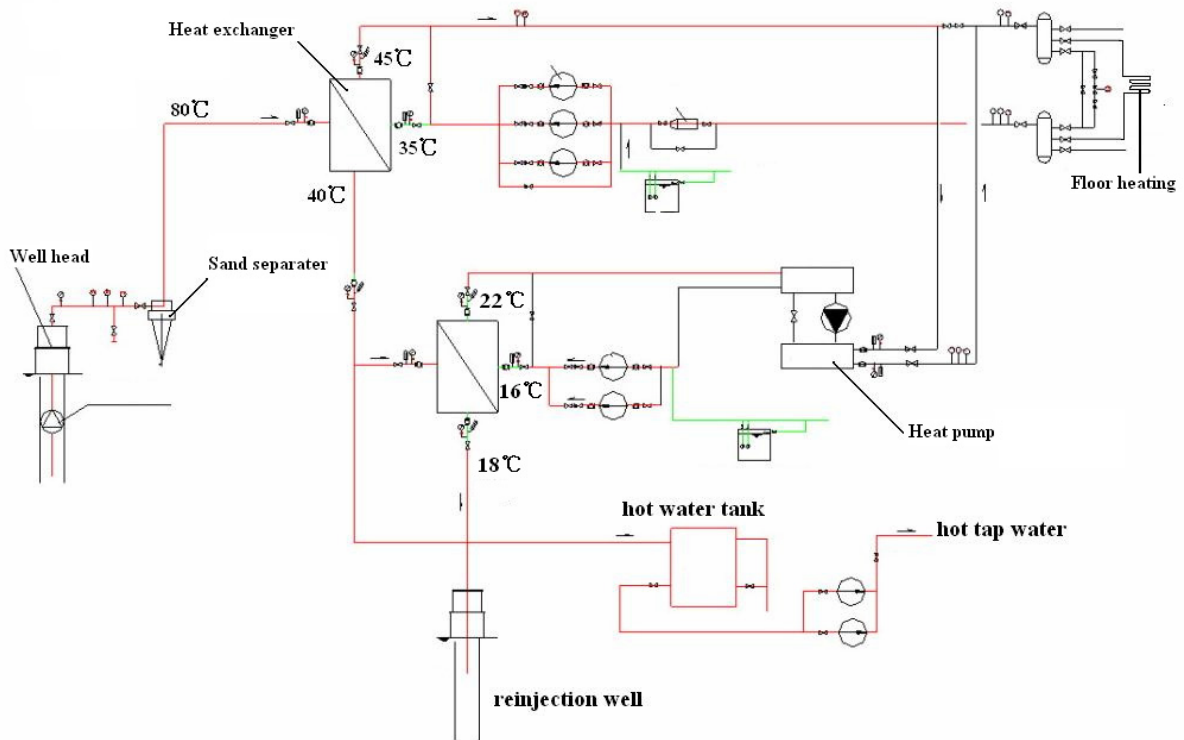 Heat exchanger
45℃
80℃
35℃
40℃
Floor heating
Well head
Sand separater
22℃
16℃
Heat pump
18℃
hot water tank
hot tap water
reinjection well